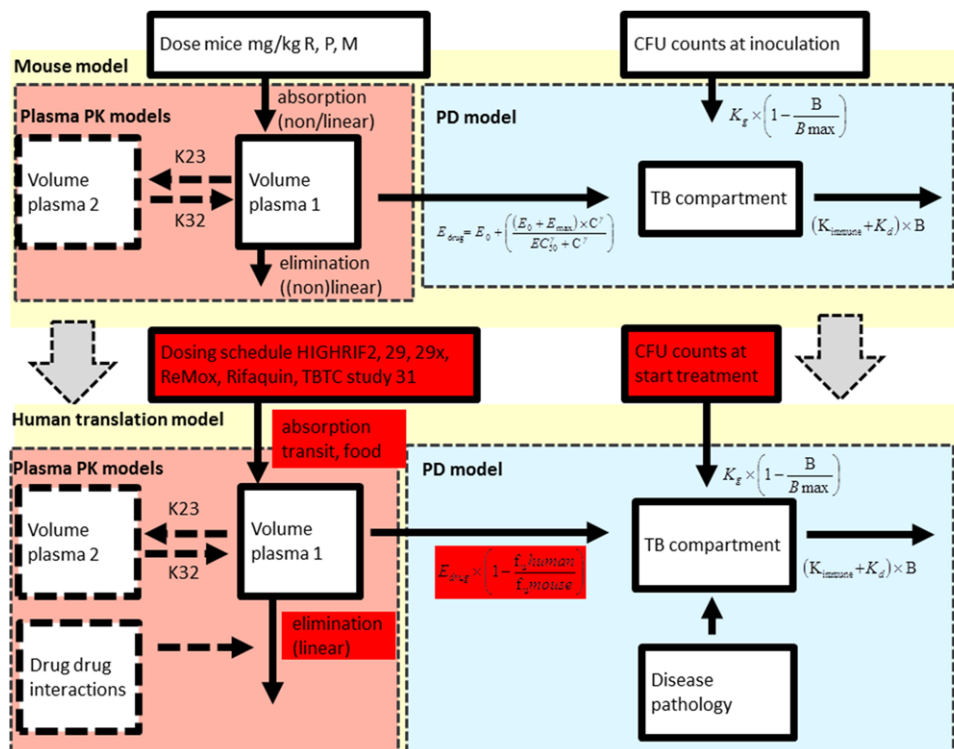 Dose mice mg/kg R, P, M
CFU counts at inoculation
Mouse model
absorption
(non/linear)
Plasma PK models
PD model
K_g × (1 − B / Bmax)
Volume
plasma 2
K23
K32
Volume
plasma 1
TB compartment
E_drug = E_0 + ( (E_0 + E_max) × C^γ / EC_50^γ + C^γ )
(K_immune + K_d) × B
elimination
((non)linear)
Dosing schedule HIGHRIF2, 29, 29x,
ReMox, Rifaquin, TBTC study 31
CFU counts at
start treatment
Human translation model
absorption
transit, food
Plasma PK models
PD model
K_g × (1 − B / Bmax)
Volume
plasma 2
K23
K32
Volume
plasma 1
TB compartment
E_drug × (1 − f_u human / f_u mouse)
(K_immune + K_d) × B
elimination
(linear)
Drug drug
interactions
Disease
pathology